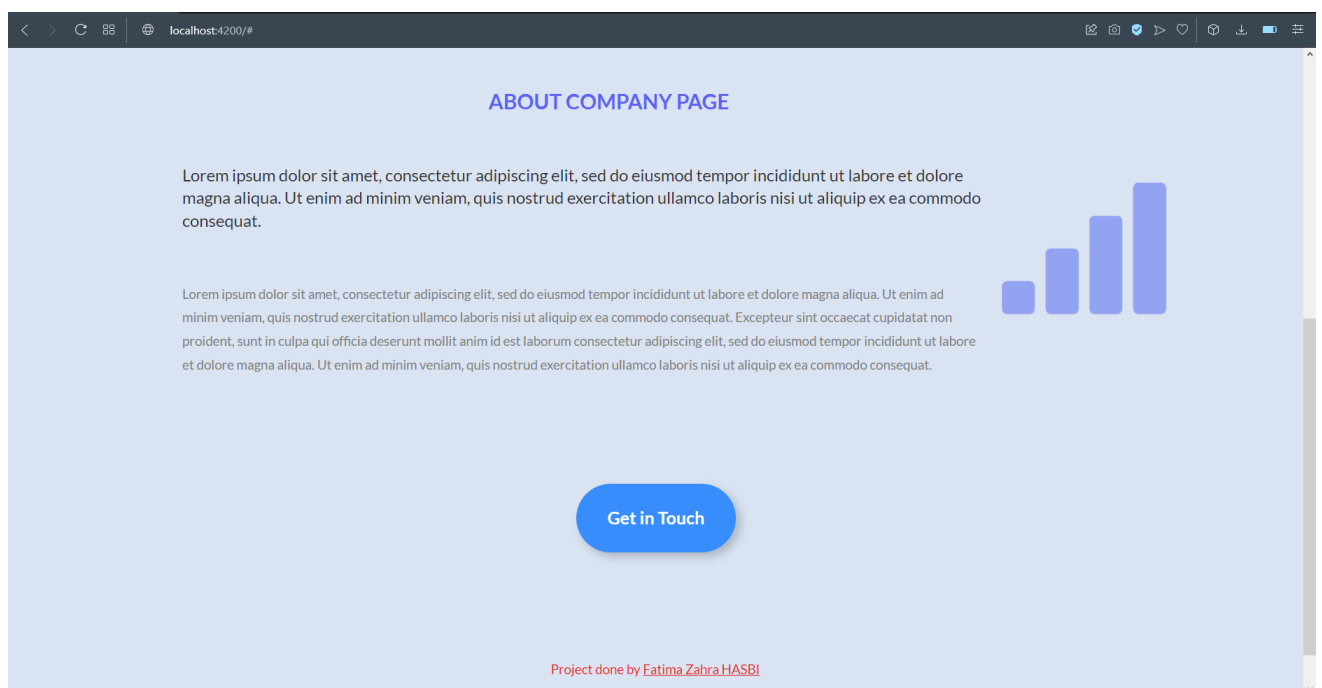 localhost:4200/#
ABOUT COMPANY PAGE
Lorem ipsum dolor sit amet, consectetur adipiscing elit, sed do eiusmod tempor incididunt ut labore et dolore
magna aliqua. Ut enim ad minim veniam, quis nostrud exercitation ullamco laboris nisi ut aliquip ex ea commodo
consequat.
Lorem ipsum dolor sit amet, consectetur adipiscing elit, sed do eiusmod tempor incididunt ut labore et dolore magna aliqua. Ut enim ad
minim veniam, quis nostrud exercitation ullamco laboris nisi ut aliquip ex ea commodo consequat. Excepteur sint occaecat cupidatat non
proident, sunt in culpa qui officia deserunt mollit anim id est laborum consectetur adipiscing elit, sed do eiusmod tempor incididunt ut labore
et dolore magna aliqua. Ut enim ad minim veniam, quis nostrud exercitation ullamco laboris nisi ut aliquip ex ea commodo consequat.
Get in Touch
Project done by Fatima Zahra HASBI